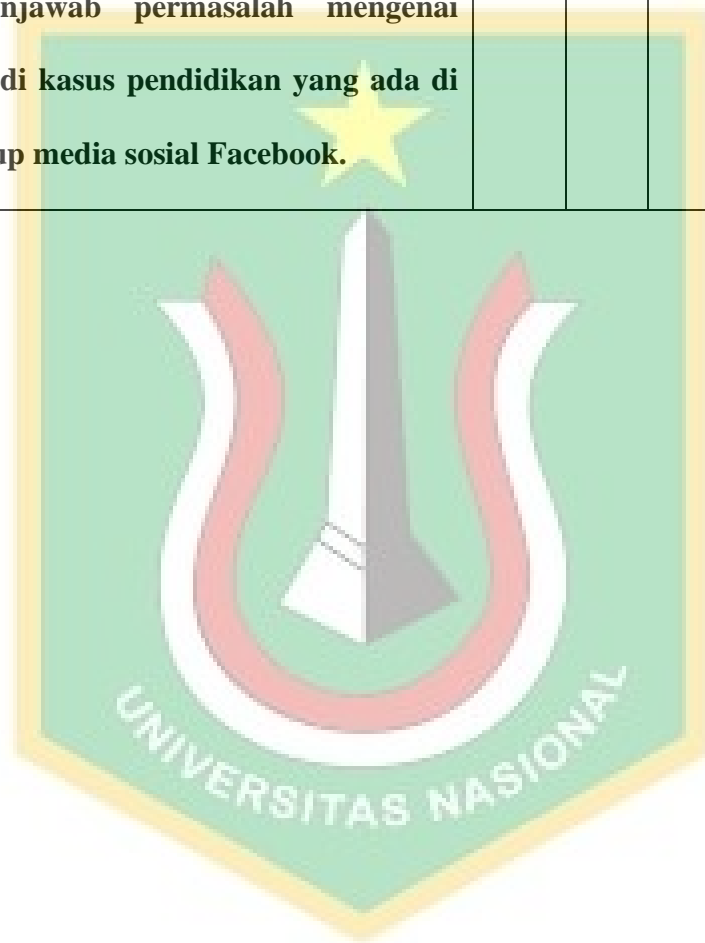 njawab permasalah mengenai
di kasus pendidikan yang ada di
up media sosial Facebook.
UNIVERSITAS NASIONAL